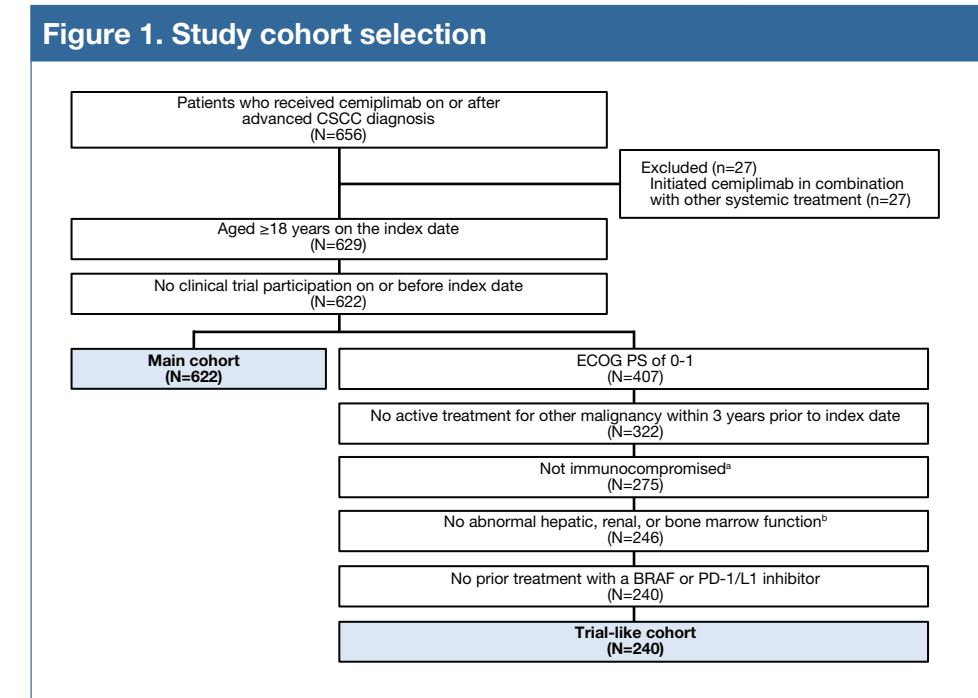 Figure 1. Study cohort selection
Patients who received cemiplimab on or after
advanced CSCC diagnosis
(N=656)
Excluded (n=27)
Initiated cemiplimab in combination
with other systemic treatment (n=27)
Aged ≥18 years on the index date
(N=629)
No clinical trial participation on or before index date
(N=622)
Main cohort
(N=622)
ECOG PS of 0-1
(N=407)
No active treatment for other malignancy within 3 years prior to index date
(N=322)
Not immunocompromisedᵃ
(N=275)
No abnormal hepatic, renal, or bone marrow functionᵇ
(N=246)
No prior treatment with a BRAF or PD-1/L1 inhibitor
(N=240)
Trial-like cohort
(N=240)